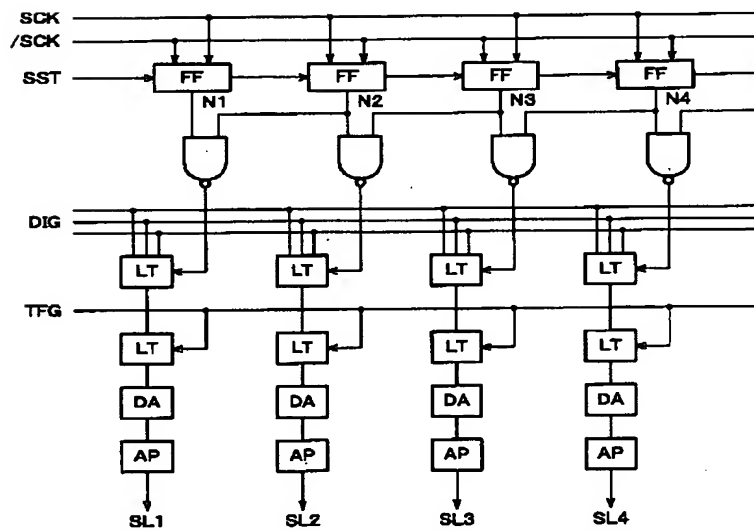 SCK
/SCK
SST FF FF FF FF
N1 N2 N3 N4
DIG
LT LT LT LT
TFG
LT LT LT LT
DA DA DA DA
AP AP AP AP
SL1 SL2 SL3 SL4